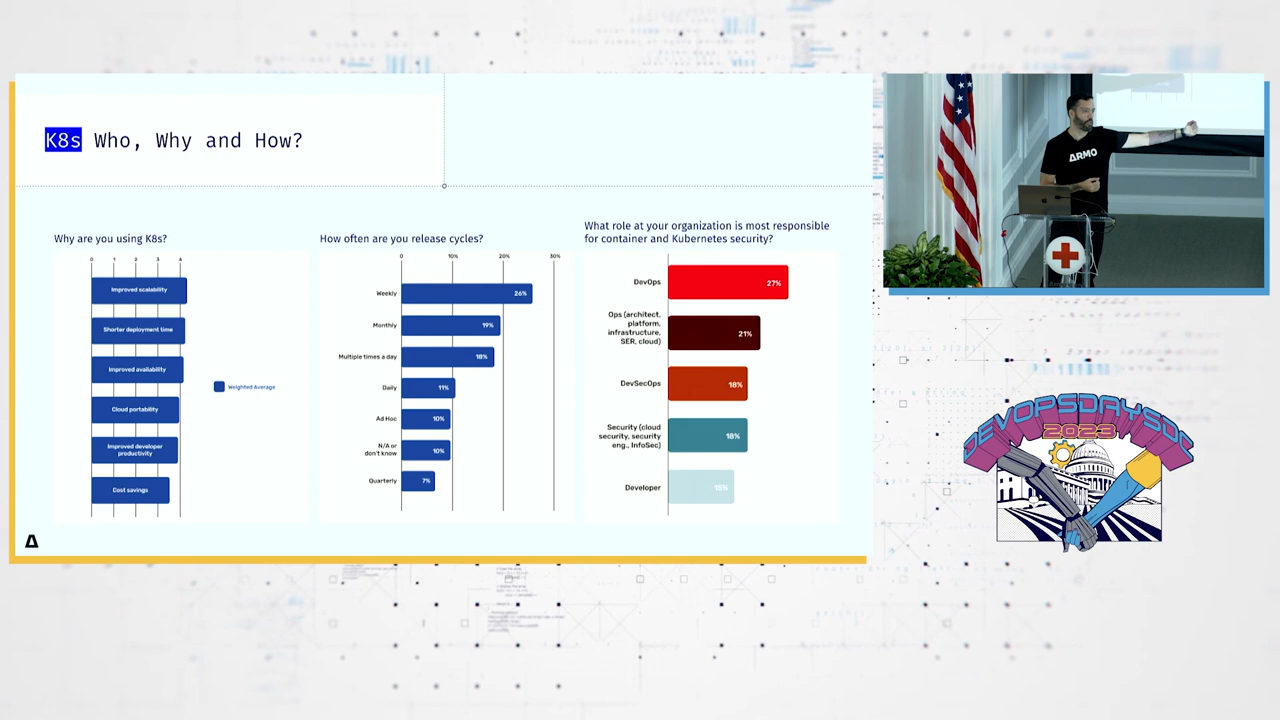 K8s Who, Why and How?
Why are you using K8s?
0 1 2 3 4
Improved scalability
Shorter deployment time
Improved availability
Cloud portability
Improved developer
productivity
Cost savings
Weighted Average
How often are you release cycles?
0 10% 20% 30%
Weekly 26%
Monthly 19%
Multiple times a day 18%
Daily 11%
Ad Hoc 10%
N/A or
don't know 10%
Quarterly 7%
What role at your organization is most responsible
for container and Kubernetes security?
DevOps 27%
Ops (architect,
platform,
infrastructure,
SER, cloud) 21%
DevSecOps 18%
Security (cloud
security, security
eng., InfoSec) 18%
Developer 15%
ARMO
DEVOPSDAYSDC
2023